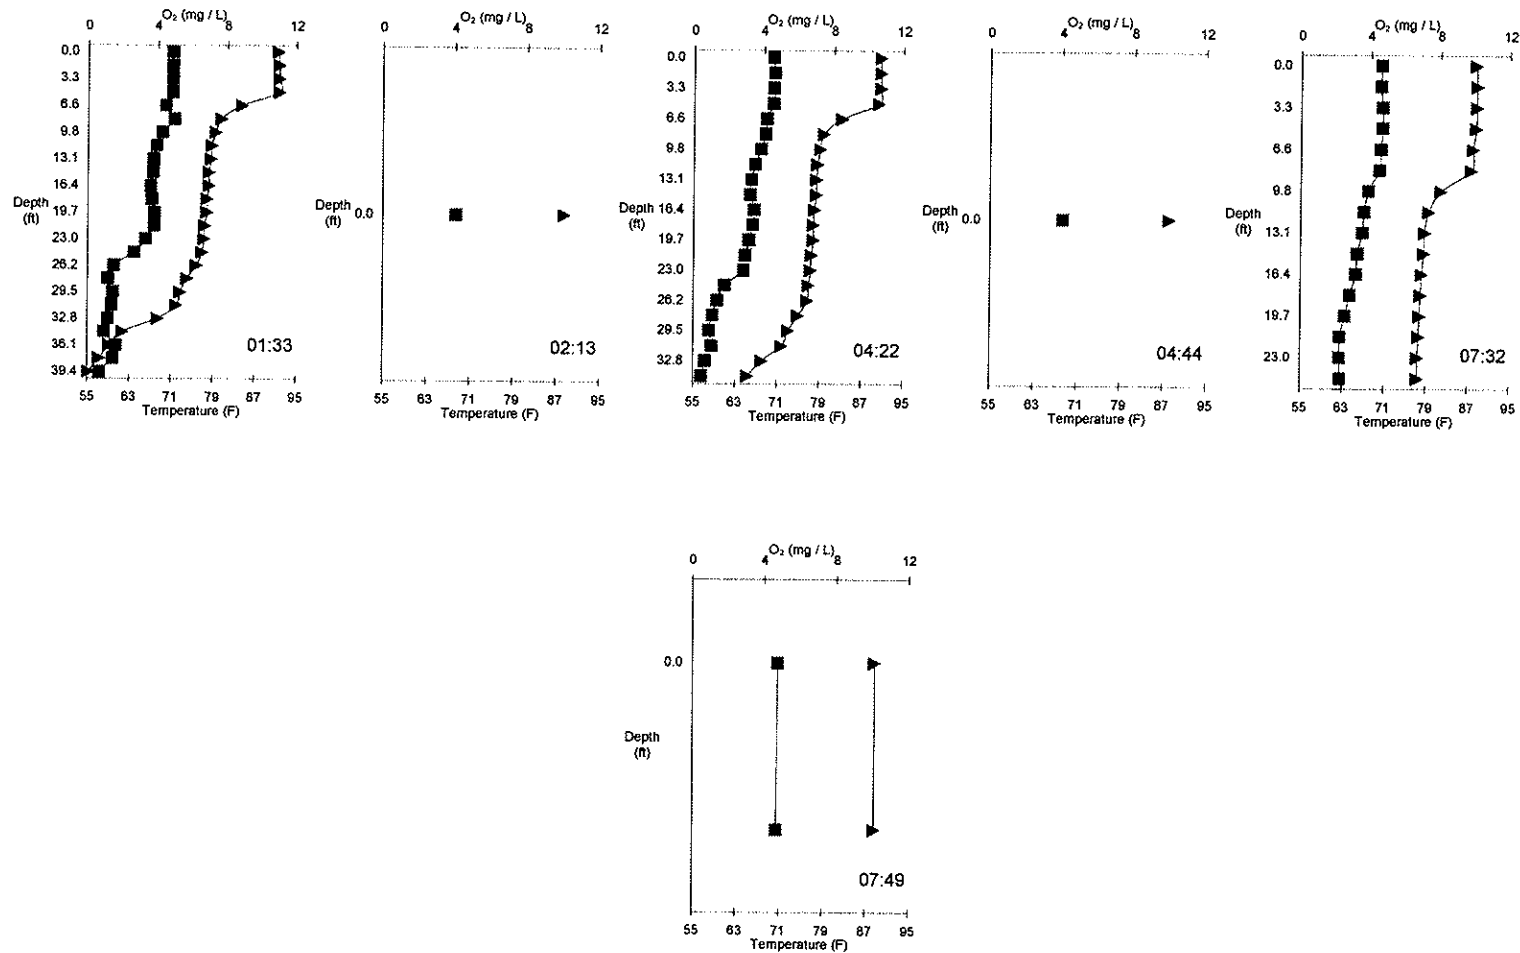 O₂ (mg / L)
0 4 8 12
0.0
3.3
6.6
9.8
13.1
16.4
Depth
(ft)
19.7
23.0
26.2
29.5
32.8
36.1
39.4
01:33
55 63 71 79 87 95
Temperature (F)
O₂ (mg / L)
0 4 8 12
Depth
(ft)
0.0
02:13
55 63 71 79 87 95
Temperature (F)
O₂ (mg / L)
0 4 8 12
0.0
3.3
6.6
9.8
13.1
Depth
(ft)
16.4
19.7
23.0
26.2
29.5
32.8
04:22
55 63 71 79 87 95
Temperature (F)
O₂ (mg / L)
0 4 8 12
Depth
(ft)
0.0
04:44
55 63 71 79 87 95
Temperature (F)
O₂ (mg / L)
0 4 8 12
0.0
3.3
6.6
9.8
Depth
(ft)
13.1
16.4
19.7
23.0
07:32
55 63 71 79 87 95
Temperature (F)
O₂ (mg / L)
0 4 8 12
0.0
Depth
(ft)
07:49
55 63 71 79 87 95
Temperature (F)